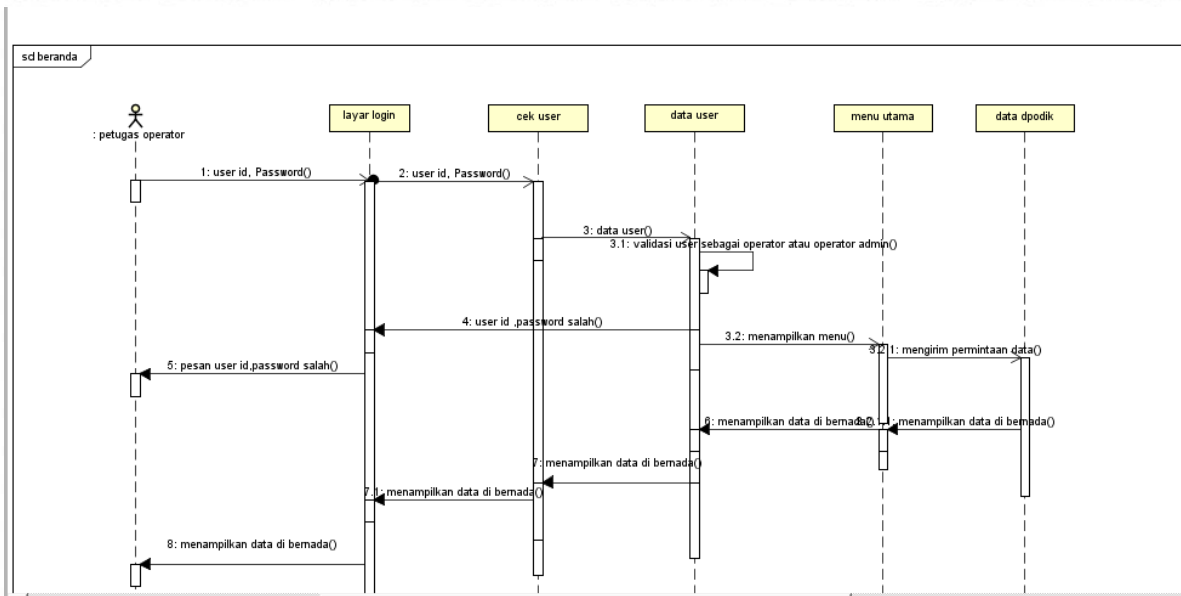 sd beranda
: petugas operator
layar login
cek user
data user
menu utama
data dpodik
1: user id, Password()
2: user id, Password()
3: data user()
3.1: validasi user sebagai operator atau operator admin()
4: user id ,password salah()
3.2: menampilkan menu()
3.2.1: mengirim permintaan data()
5: pesan user id,password salah()
6: menampilkan data di bernada()
3.2.1.1: menampilkan data di bernada()
7: menampilkan data di bernada()
7.1: menampilkan data di bernada()
8: menampilkan data di bernada()